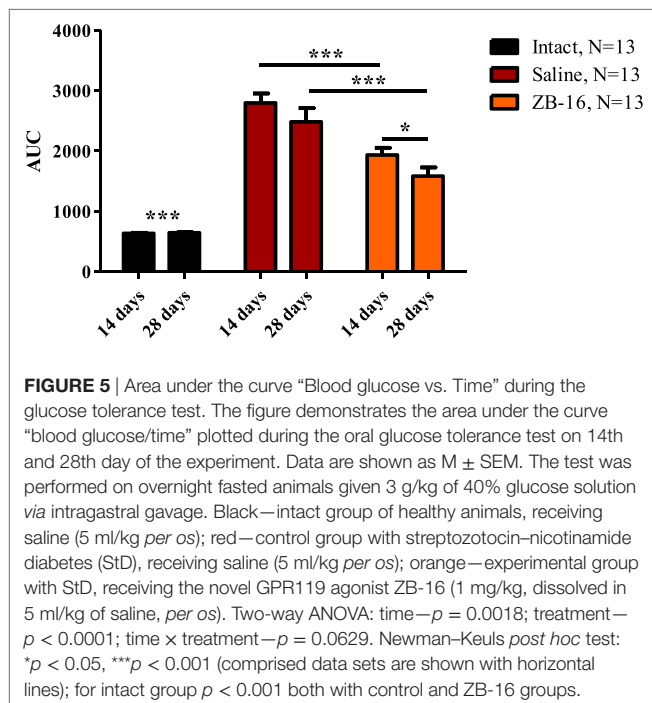 4000
3000
2000
1000
0
AUC
***
***
***
*
14 days
28 days
14 days
28 days
14 days
28 days
Intact, N=13
Saline, N=13
ZB-16, N=13
FIGURE 5 | Area under the curve “Blood glucose vs. Time” during the
glucose tolerance test. The figure demonstrates the area under the curve
“blood glucose/time” plotted during the oral glucose tolerance test on 14th
and 28th day of the experiment. Data are shown as M ± SEM. The test was
performed on overnight fasted animals given 3 g/kg of 40% glucose solution
via intragastral gavage. Black—intact group of healthy animals, receiving
saline (5 ml/kg per os); red—control group with streptozotocin–nicotinamide
diabetes (StD), receiving saline (5 ml/kg per os); orange—experimental group
with StD, receiving the novel GPR119 agonist ZB-16 (1 mg/kg, dissolved in
5 ml/kg of saline, per os). Two-way ANOVA: time—p = 0.0018; treatment—
p < 0.0001; time × treatment—p = 0.0629. Newman–Keuls post hoc test:
*p < 0.05, ***p < 0.001 (comprised data sets are shown with horizontal
lines); for intact group p < 0.001 both with control and ZB-16 groups.